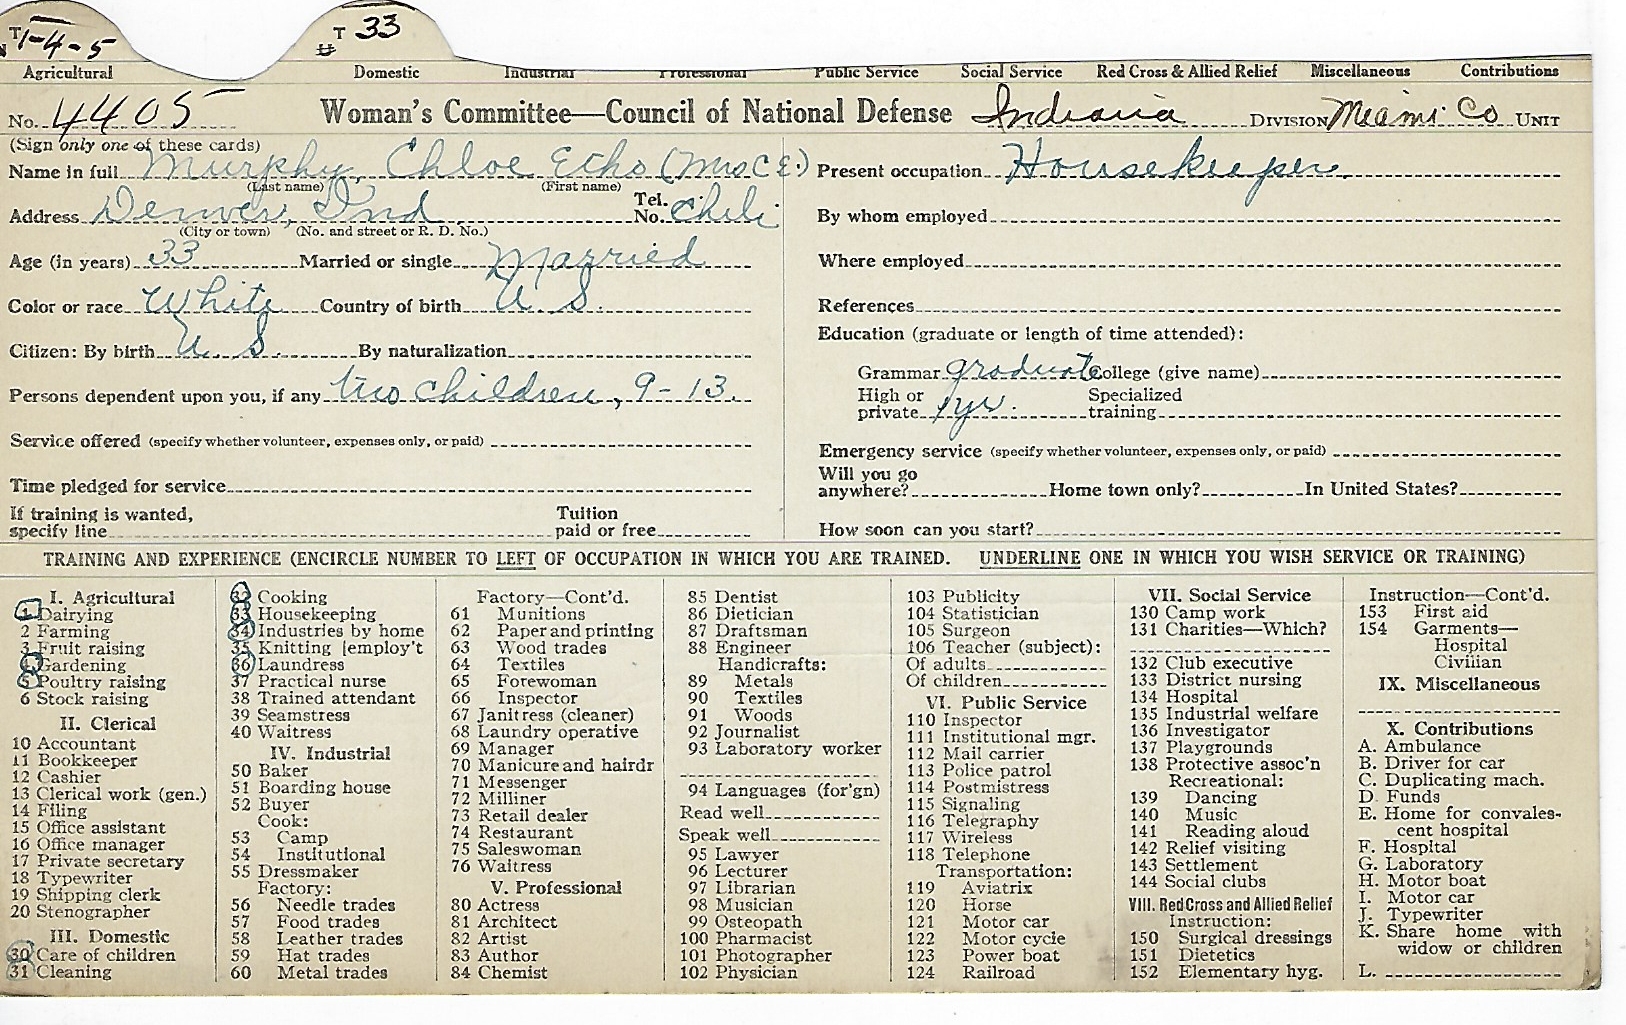 T 1-4-5
T 33
Agricultural Domestic Industrial Professional Public Service Social Service Red Cross & Allied Relief Miscellaneous Contributions
No. 4405 Woman's Committee—Council of National Defense Indiana DIVISION Miami Co UNIT
(Sign only one of these cards)
Name in full Murphy, Chloe Echo (Mrs C E.)
(Last name) (First name)
Address Denver, Ind Tel. No. Chili
(City or town) (No. and street or R. D. No.)
Age (in years) 33 Married or single Married
Color or race White Country of birth U. S.
Citizen: By birth U. S. By naturalization
Persons dependent upon you, if any two children, 9-13.
Service offered (specify whether volunteer, expenses only, or paid)
Time pledged for service
If training is wanted, specify line Tuition paid or free
Present occupation Housekeeper
By whom employed
Where employed
References
Education (graduate or length of time attended):
Grammar graduate College (give name)
High or private 1 yr. Specialized training
Emergency service (specify whether volunteer, expenses only, or paid)
Will you go anywhere? Home town only? In United States?
How soon can you start?
TRAINING AND EXPERIENCE (ENCIRCLE NUMBER TO LEFT OF OCCUPATION IN WHICH YOU ARE TRAINED. UNDERLINE ONE IN WHICH YOU WISH SERVICE OR TRAINING)
I. Agricultural
1 Dairying
2 Farming
3 Fruit raising
4 Gardening
5 Poultry raising
6 Stock raising
II. Clerical
10 Accountant
11 Bookkeeper
12 Cashier
13 Clerical work (gen.)
14 Filing
15 Office assistant
16 Office manager
17 Private secretary
18 Typewriter
19 Shipping clerk
20 Stenographer
III. Domestic
30 Care of children
31 Cleaning
32 Cooking
33 Housekeeping
34 Industries by home
35 Knitting [employ't
36 Laundress
37 Practical nurse
38 Trained attendant
39 Seamstress
40 Waitress
IV. Industrial
50 Baker
51 Boarding house
52 Buyer
Cook:
53 Camp
54 Institutional
55 Dressmaker
Factory:
56 Needle trades
57 Food trades
58 Leather trades
59 Hat trades
60 Metal trades
Factory—Cont'd.
61 Munitions
62 Paper and printing
63 Wood trades
64 Textiles
65 Forewoman
66 Inspector
67 Janitress (cleaner)
68 Laundry operative
69 Manager
70 Manicure and hairdr
71 Messenger
72 Milliner
73 Retail dealer
74 Restaurant
75 Saleswoman
76 Waitress
V. Professional
80 Actress
81 Architect
82 Artist
83 Author
84 Chemist
85 Dentist
86 Dietician
87 Draftsman
88 Engineer
Handicrafts:
89 Metals
90 Textiles
91 Woods
92 Journalist
93 Laboratory worker
94 Languages (for'gn)
Read well
Speak well
95 Lawyer
96 Lecturer
97 Librarian
98 Musician
99 Osteopath
100 Pharmacist
101 Photographer
102 Physician
103 Publicity
104 Statistician
105 Surgeon
106 Teacher (subject):
Of adults
Of children
VI. Public Service
110 Inspector
111 Institutional mgr.
112 Mail carrier
113 Police patrol
114 Postmistress
115 Signaling
116 Telegraphy
117 Wireless
118 Telephone
Transportation:
119 Aviatrix
120 Horse
121 Motor car
122 Motor cycle
123 Power boat
124 Railroad
VII. Social Service
130 Camp work
131 Charities—Which?
132 Club executive
133 District nursing
134 Hospital
135 Industrial welfare
136 Investigator
137 Playgrounds
138 Protective assoc'n
Recreational:
139 Dancing
140 Music
141 Reading aloud
142 Relief visiting
143 Settlement
144 Social clubs
VIII. Red Cross and Allied Relief
Instruction:
150 Surgical dressings
151 Dietetics
152 Elementary hyg.
Instruction—Cont'd.
153 First aid
154 Garments—
Hospital
Civilian
IX. Miscellaneous
X. Contributions
A. Ambulance
B. Driver for car
C. Duplicating mach.
D. Funds
E. Home for convales-
cent hospital
F. Hospital
G. Laboratory
H. Motor boat
I. Motor car
J. Typewriter
K. Share home with
widow or children
L.